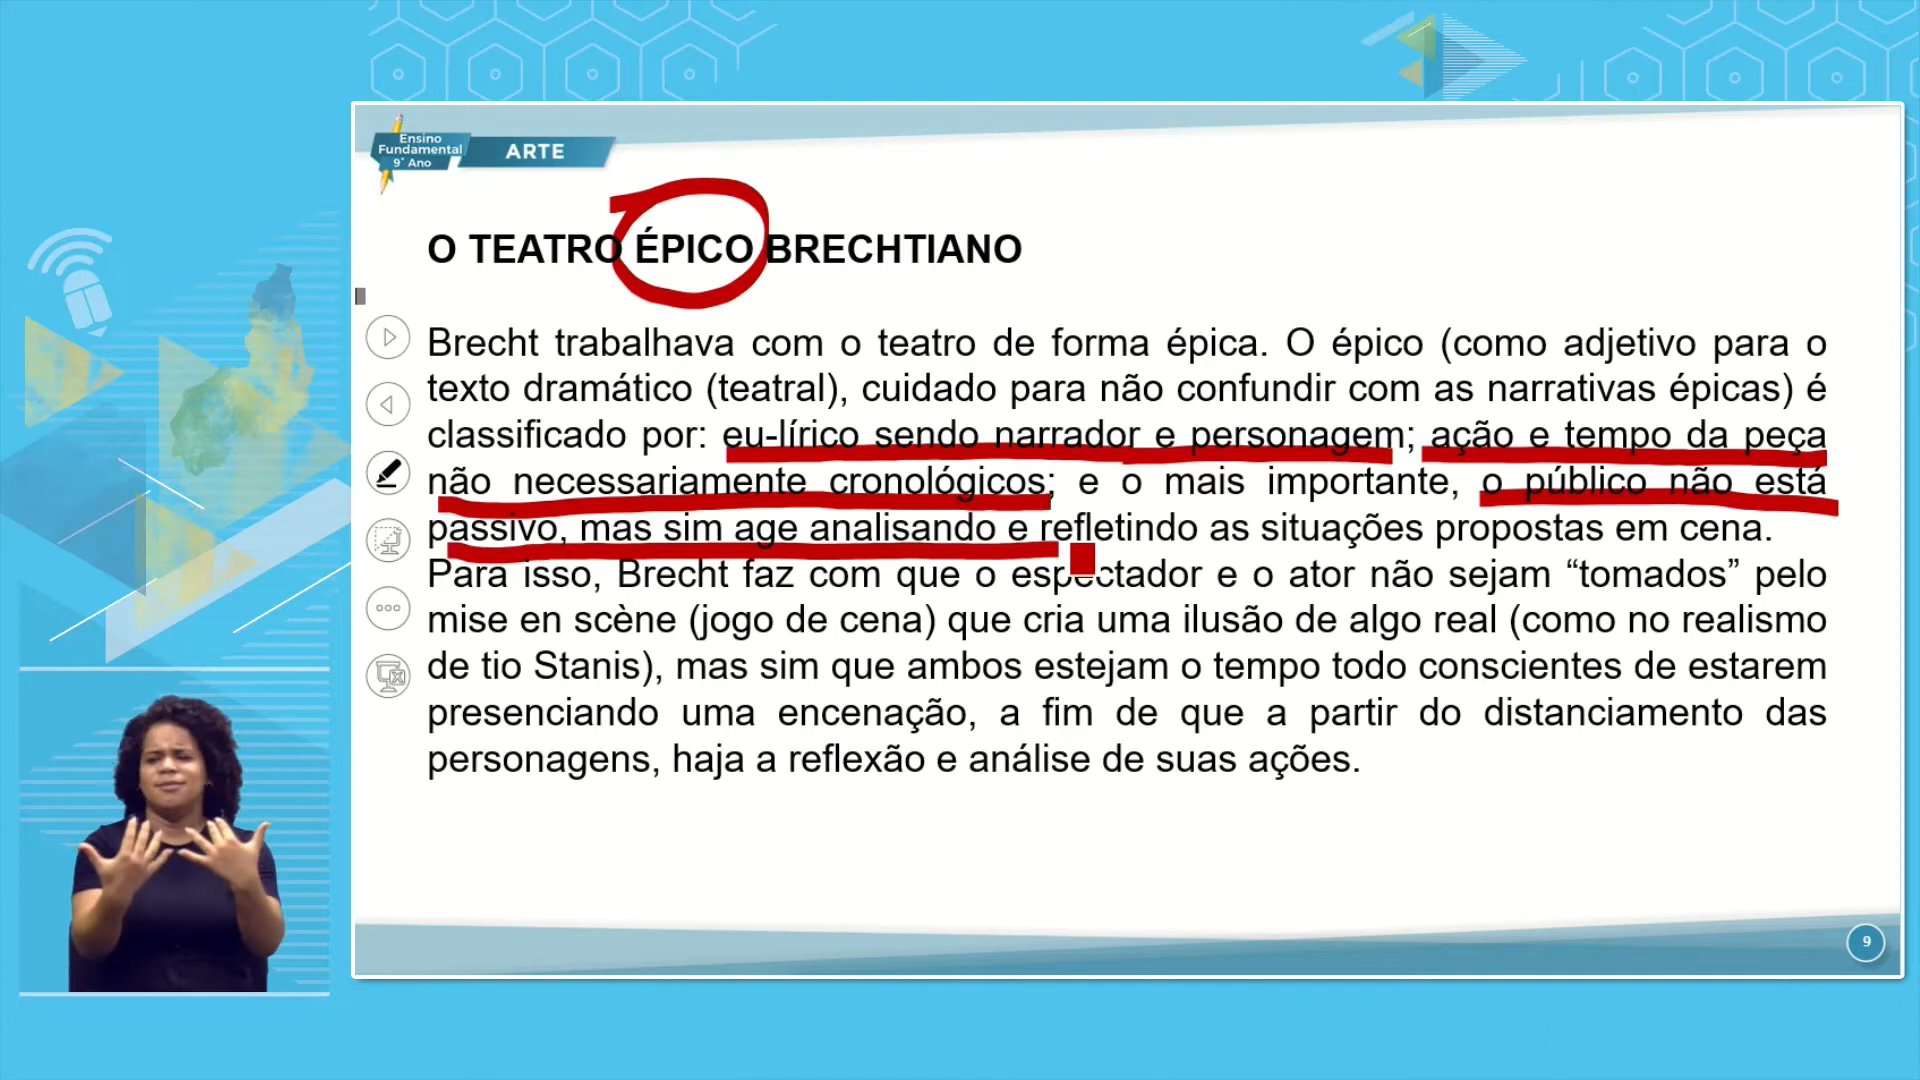 Ensino
Fundamental
9° Ano
ARTE
O TEATRO ÉPICO BRECHTIANO
Brecht trabalhava com o teatro de forma épica. O épico (como adjetivo para o
texto dramático (teatral), cuidado para não confundir com as narrativas épicas) é
classificado por: eu-lírico sendo narrador e personagem; ação e tempo da peça
não necessariamente cronológicos; e o mais importante, o público não está
passivo, mas sim age analisando e refletindo as situações propostas em cena.
Para isso, Brecht faz com que o espectador e o ator não sejam “tomados” pelo
mise en scène (jogo de cena) que cria uma ilusão de algo real (como no realismo
de tio Stanis), mas sim que ambos estejam o tempo todo conscientes de estarem
presenciando uma encenação, a fim de que a partir do distanciamento das
personagens, haja a reflexão e análise de suas ações.
9